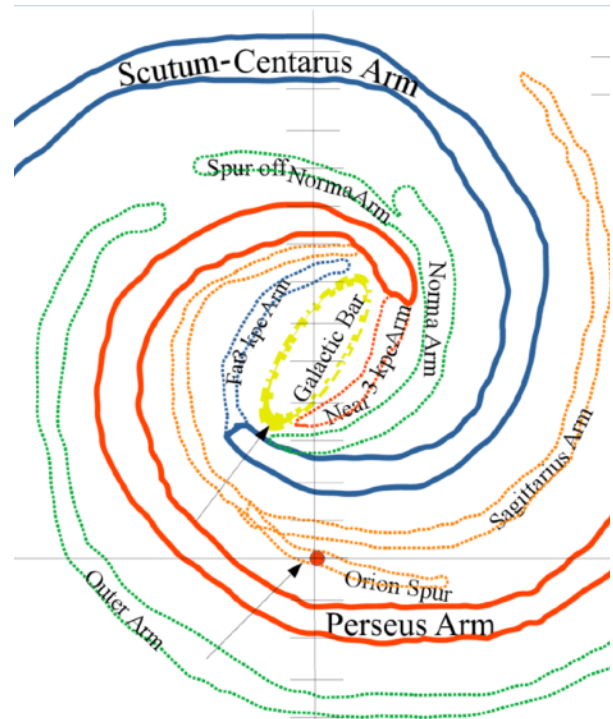 Scutum-Centarus Arm
Spur off Norma Arm
Norma Arm
Far 3 kpc Arm
Galactic Bar
Near 3 kpc Arm
Sagittarius Arm
Orion Spur
Outer Arm
Perseus Arm